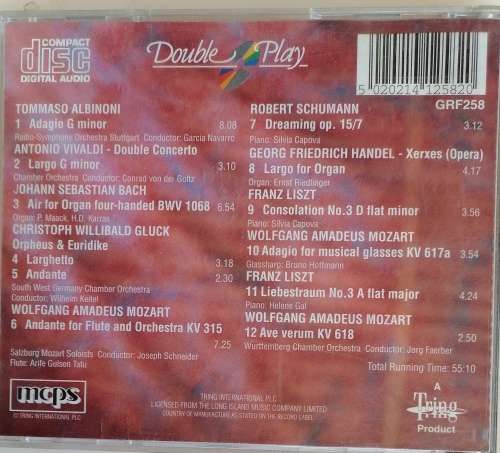 COMPACT
disc
DIGITAL AUDIO
Double Play
5 020214 125820
GRF258
TOMMASO ALBINONI
1 Adagio G minor 8.08
Radio-Symphonie Orchestra Stuttgart Conductor: Garcia Navarro
ANTONIO VIVALDI - Double Concerto
2 Largo G minor 3.10
Chamber Orchestra Conductor: Conrad von der Goltz
JOHANN SEBASTIAN BACH
3 Air for Organ four-handed BWV 1068 6.54
Organ: P. Maack, H.D. Karras
CHRISTOPH WILLIBALD GLUCK
Orpheus & Euridike
4 Larghetto 3.18
5 Andante 2.30
South West Germany Chamber Orchestra
Conductor: Wilhelm Keitel
WOLFGANG AMADEUS MOZART
6 Andante for Flute and Orchestra KV 315
7.25
Salzburg Mozart Soloists Conductor: Joseph Schneider
Flute: Arife Gulsen Tatu
ROBERT SCHUMANN
7 Dreaming op. 15/7 3.12
Piano: Silvia Capova
GEORG FRIEDRICH HANDEL - Xerxes (Opera)
8 Largo for Organ 4.17
Organ: Ernst Riedlinger
FRANZ LISZT
9 Consolation No.3 D flat minor 3.56
Piano: Silvia Capova
WOLFGANG AMADEUS MOZART
10 Adagio for musical glasses KV 617a 3.54
Glassharp: Bruno Hoffmann
FRANZ LISZT
11 Liebestraum No.3 A flat major 4.24
Piano: Helene Gal
WOLFGANG AMADEUS MOZART
12 Ave verum KV 618 2.50
Wurttemberg Chamber Orchestra Conductor: Jorg Faerber
Total Running Time: 55:10
mcps
© TRING INTERNATIONAL PLC
TRING INTERNATIONAL PLC
LICENSED FROM THE LONG ISLAND MUSIC COMPANY LIMITED
COUNTRY OF MANUFACTURE AS STATED ON THE RECORD LABEL
A
Tring
Product